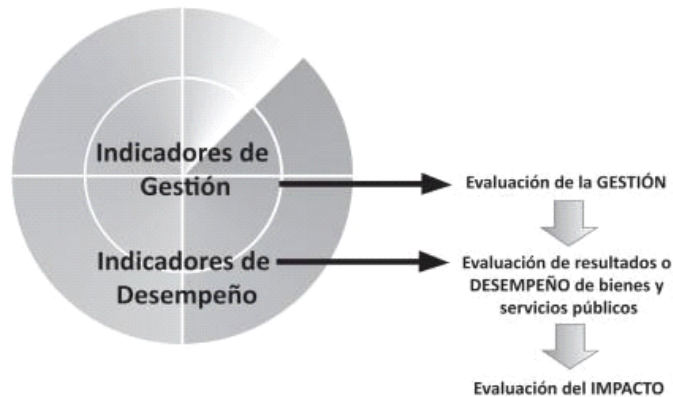 Indicadores de
Gestión
Evaluación de la GESTIÓN
Indicadores de
Desempeño
Evaluación de resultados o
DESEMPEÑO de bienes y
servicios públicos
Evaluación del IMPACTO